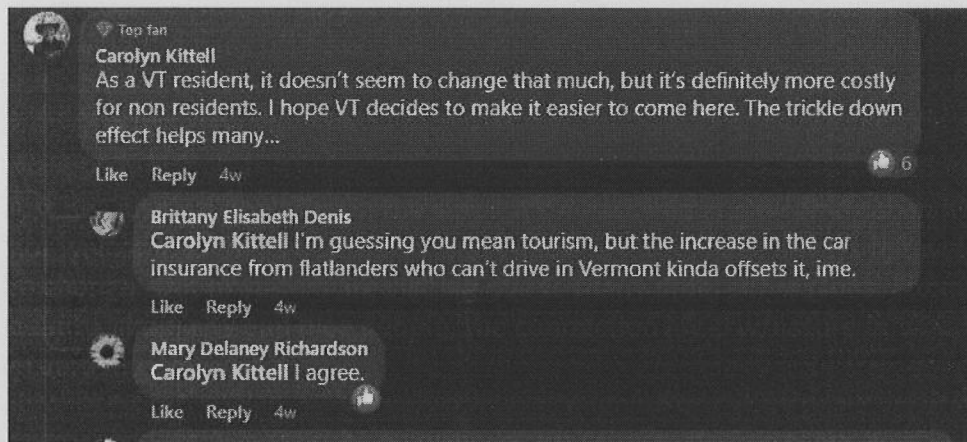 Top fan
Carolyn Kittell
As a VT resident, it doesn't seem to change that much, but it's definitely more costly
for non residents. I hope VT decides to make it easier to come here. The trickle down
effect helps many...
6
Like Reply 4w
Brittany Elisabeth Denis
Carolyn Kittell I'm guessing you mean tourism, but the increase in the car
insurance from flatlanders who can't drive in Vermont kinda offsets it, ime.
Like Reply 4w
Mary Delaney Richardson
Carolyn Kittell I agree.
Like Reply 4w